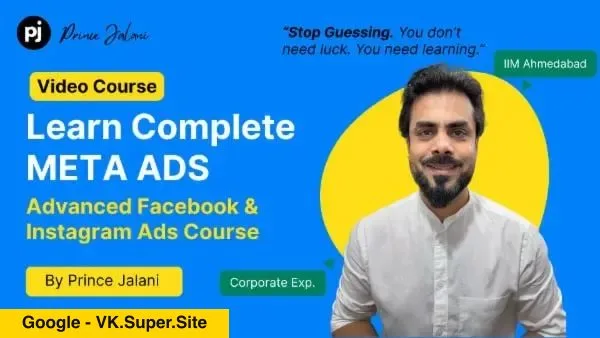 pj
Prince Jalani
"Stop Guessing. You don't
need luck. You need learning."
IIM Ahmedabad
Video Course
Learn Complete
META ADS
Advanced Facebook &
Instagram Ads Course
By Prince Jalani
Corporate Exp.
Google - VK.Super.Site